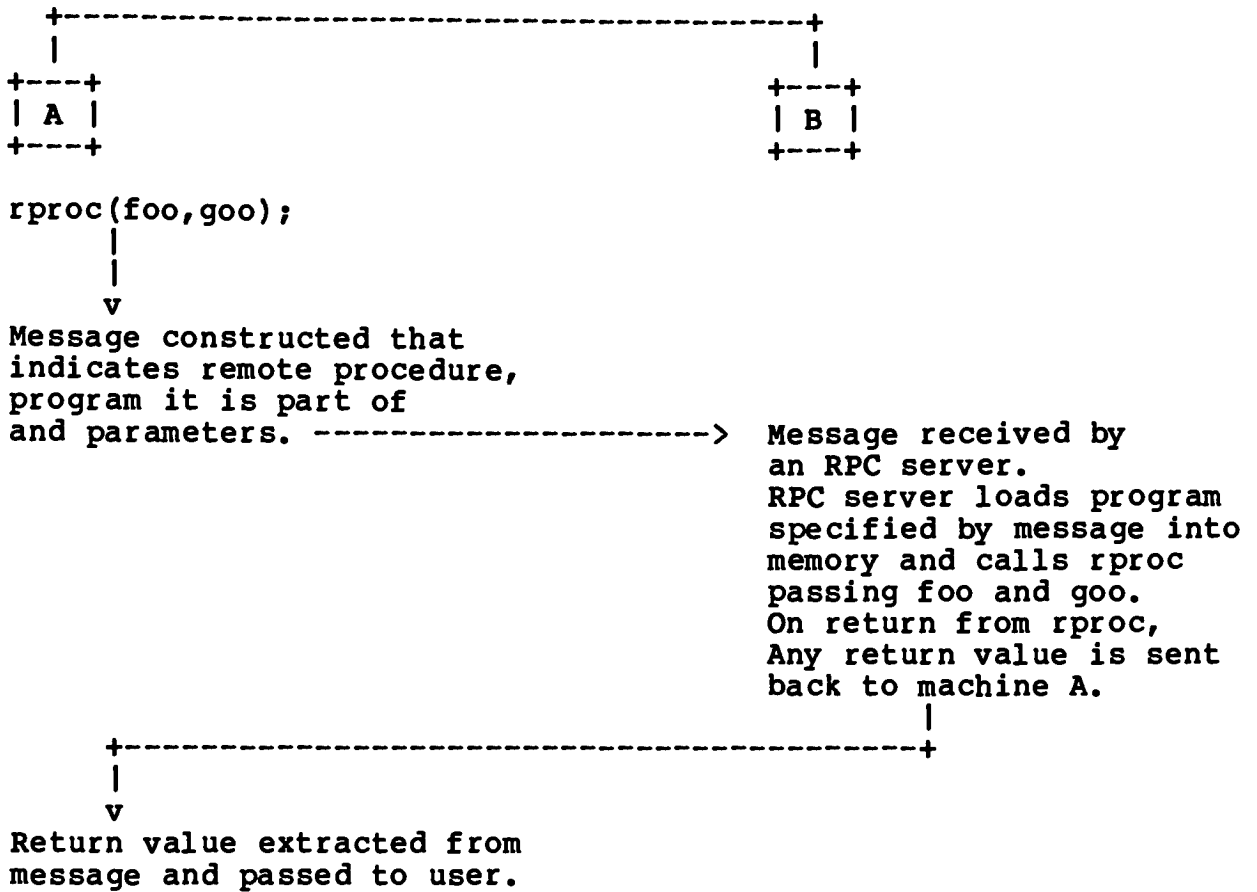 A
B
rproc(foo,goo);
Message constructed that
indicates remote procedure,
program it is part of
and parameters.
Message received by
an RPC server.
RPC server loads program
specified by message into
memory and calls rproc
passing foo and goo.
On return from rproc,
Any return value is sent
back to machine A.
Return value extracted from
message and passed to user.